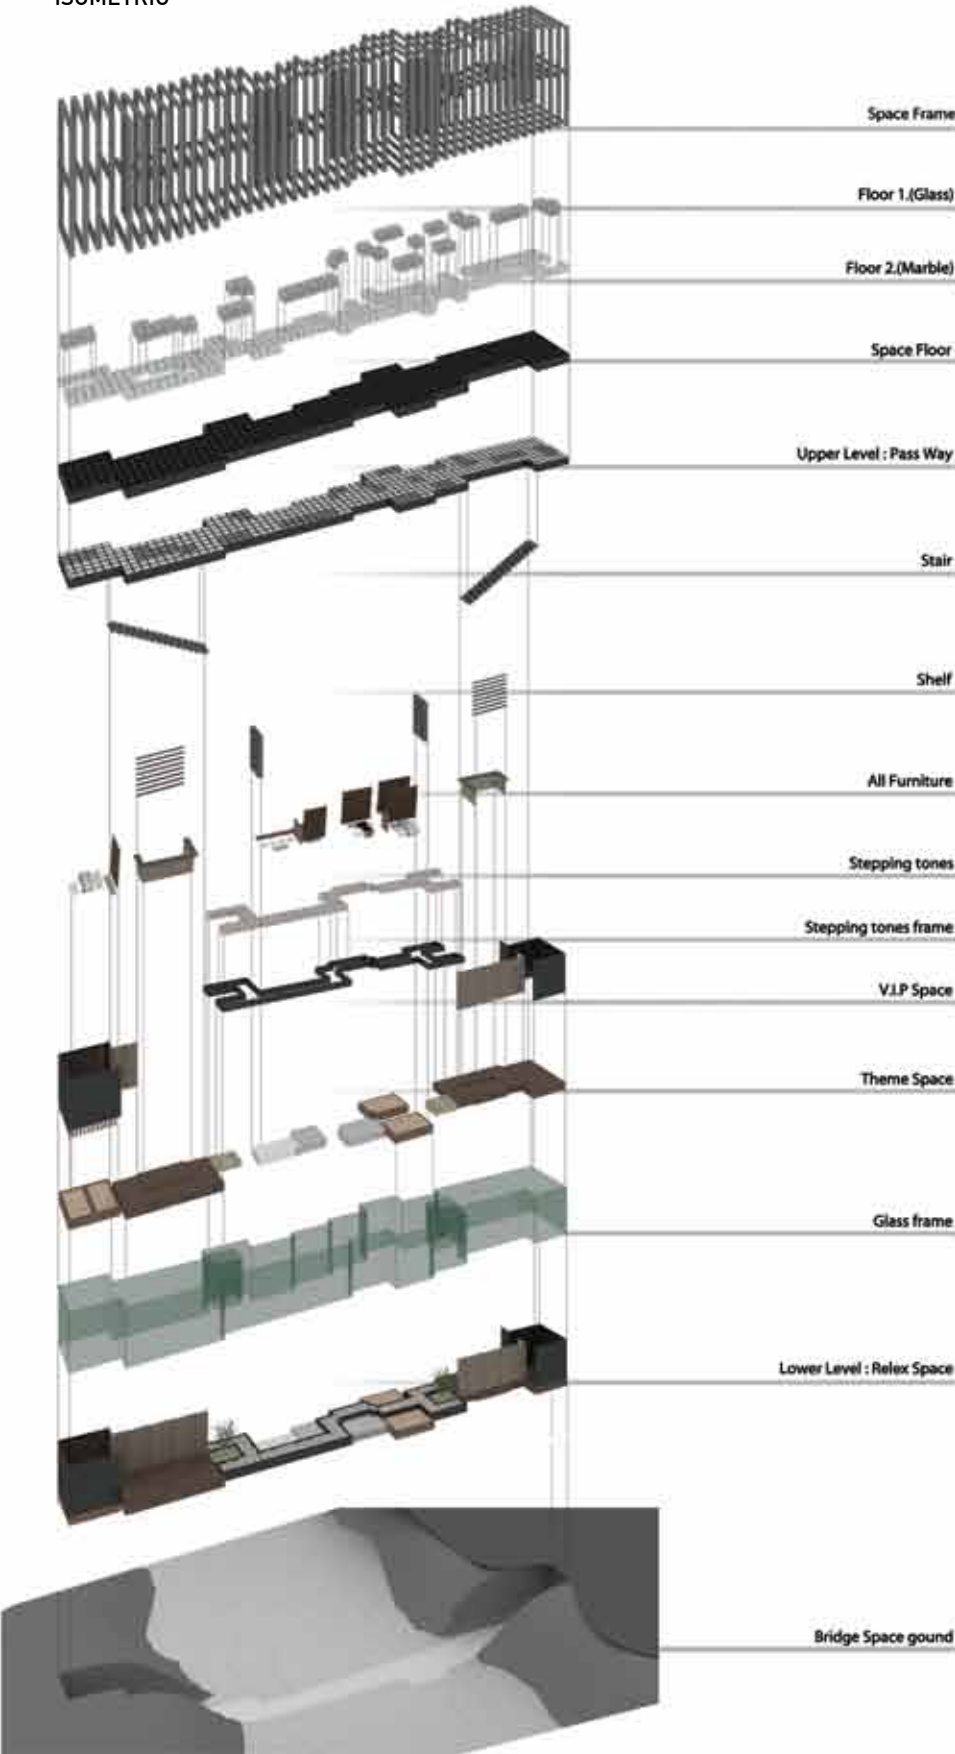 ISOMETRIC
Space Frame
Floor 1.(Glass)
Floor 2.(Marble)
Space Floor
Upper Level : Pass Way
Stair
Shelf
All Furniture
Stepping tones
Stepping tones frame
V.I.P Space
Theme Space
Glass frame
Lower Level : Relex Space
Bridge Space gound